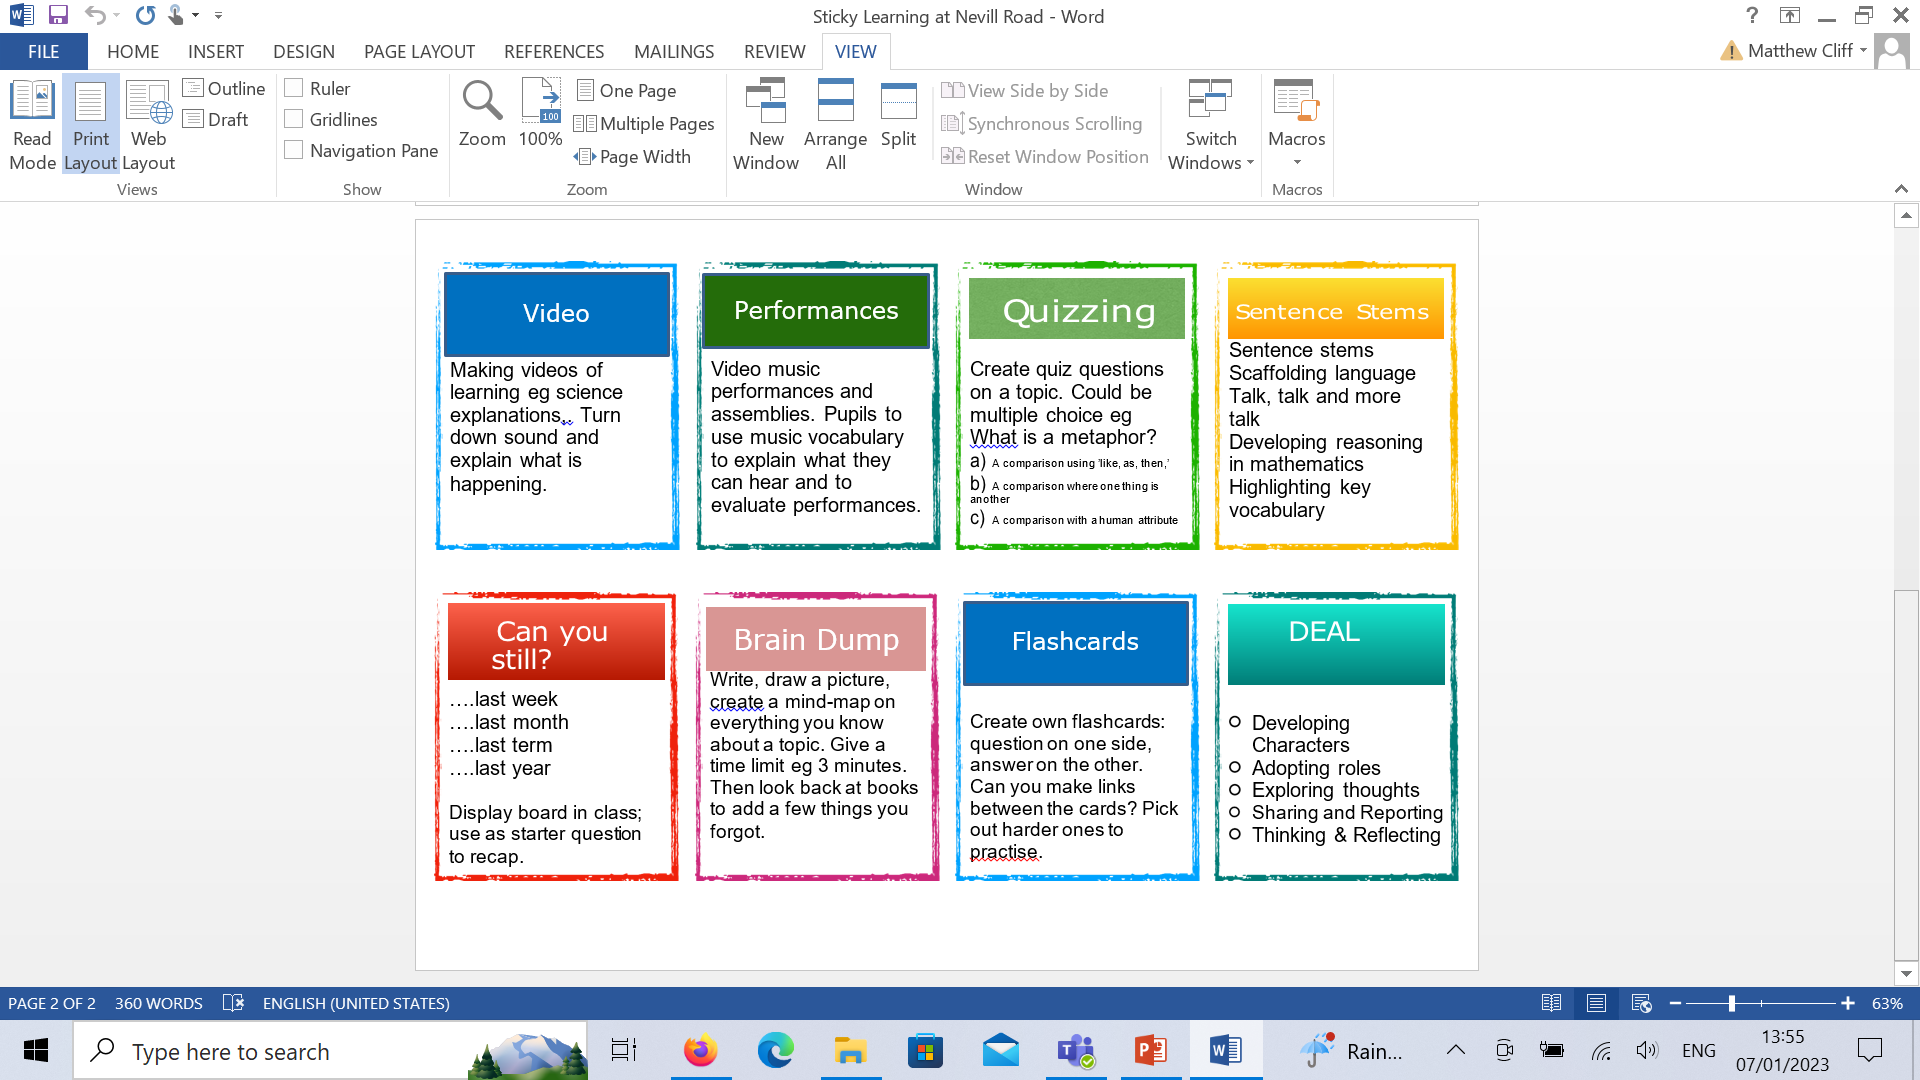 Sticky Learning at Nevill Road - Word
FILE
HOME
INSERT
DESIGN
PAGE LAYOUT
REFERENCES
MAILINGS
REVIEW
VIEW
Matthew Cliff
Read Mode
Print Layout
Web Layout
Outline
Draft
Views
Ruler
Gridlines
Navigation Pane
Show
Zoom
100
100%
One Page
Multiple Pages
Page Width
Zoom
New Window
Arrange All
Split
View Side by Side
Synchronous Scrolling
Reset Window Position
Window
Switch Windows
Macros
Macros
Video
Making videos of
learning eg science
explanations,. Turn
down sound and
explain what is
happening.
Performances
Video music
performances and
assemblies. Pupils to
use music vocabulary
to explain what they
can hear and to
evaluate performances.
Quizzing
Create quiz questions
on a topic. Could be
multiple choice eg
What is a metaphor?
a) A comparison using 'like, as, then,'
b) A comparison where one thing is
another
c) A comparison with a human attribute
Sentence Stems
Sentence stems
Scaffolding language
Talk, talk and more
talk
Developing reasoning
in mathematics
Highlighting key
vocabulary
Can you
still?
….last week
….last month
….last term
….last year
Display board in class;
use as starter question
to recap.
Brain Dump
Write, draw a picture,
create a mind-map on
everything you know
about a topic. Give a
time limit eg 3 minutes.
Then look back at books
to add a few things you
forgot.
Flashcards
Create own flashcards:
question on one side,
answer on the other.
Can you make links
between the cards? Pick
out harder ones to
practise.
DEAL
Developing
Characters
Adopting roles
Exploring thoughts
Sharing and Reporting
Thinking & Reflecting
PAGE 2 OF 2
360 WORDS
ENGLISH (UNITED STATES)
63%
Type here to search
Rain...
ENG
13:55
07/01/2023